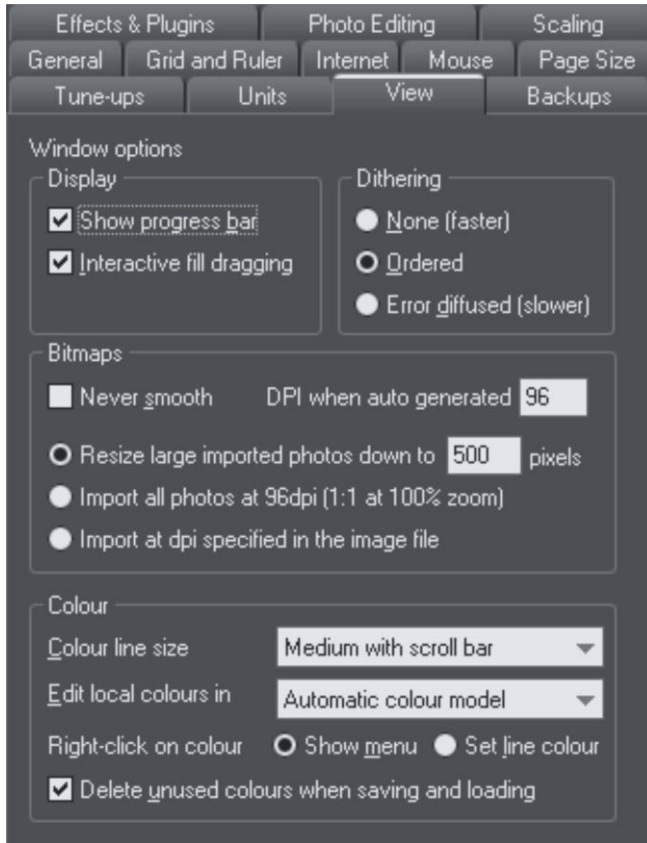 Effects & Plugins Photo Editing Scaling
General Grid and Ruler Internet Mouse Page Size
Tune-ups Units View Backups
Window options
Display
Show progress bar
Interactive fill dragging
Dithering
None (faster)
Ordered
Error diffused (slower)
Bitmaps
Never smooth DPI when auto generated 96
Resize large imported photos down to 500 pixels
Import all photos at 96dpi (1:1 at 100% zoom)
Import at dpi specified in the image file
Colour
Colour line size Medium with scroll bar
Edit local colours in Automatic colour model
Right-click on colour Show menu Set line colour
Delete unused colours when saving and loading